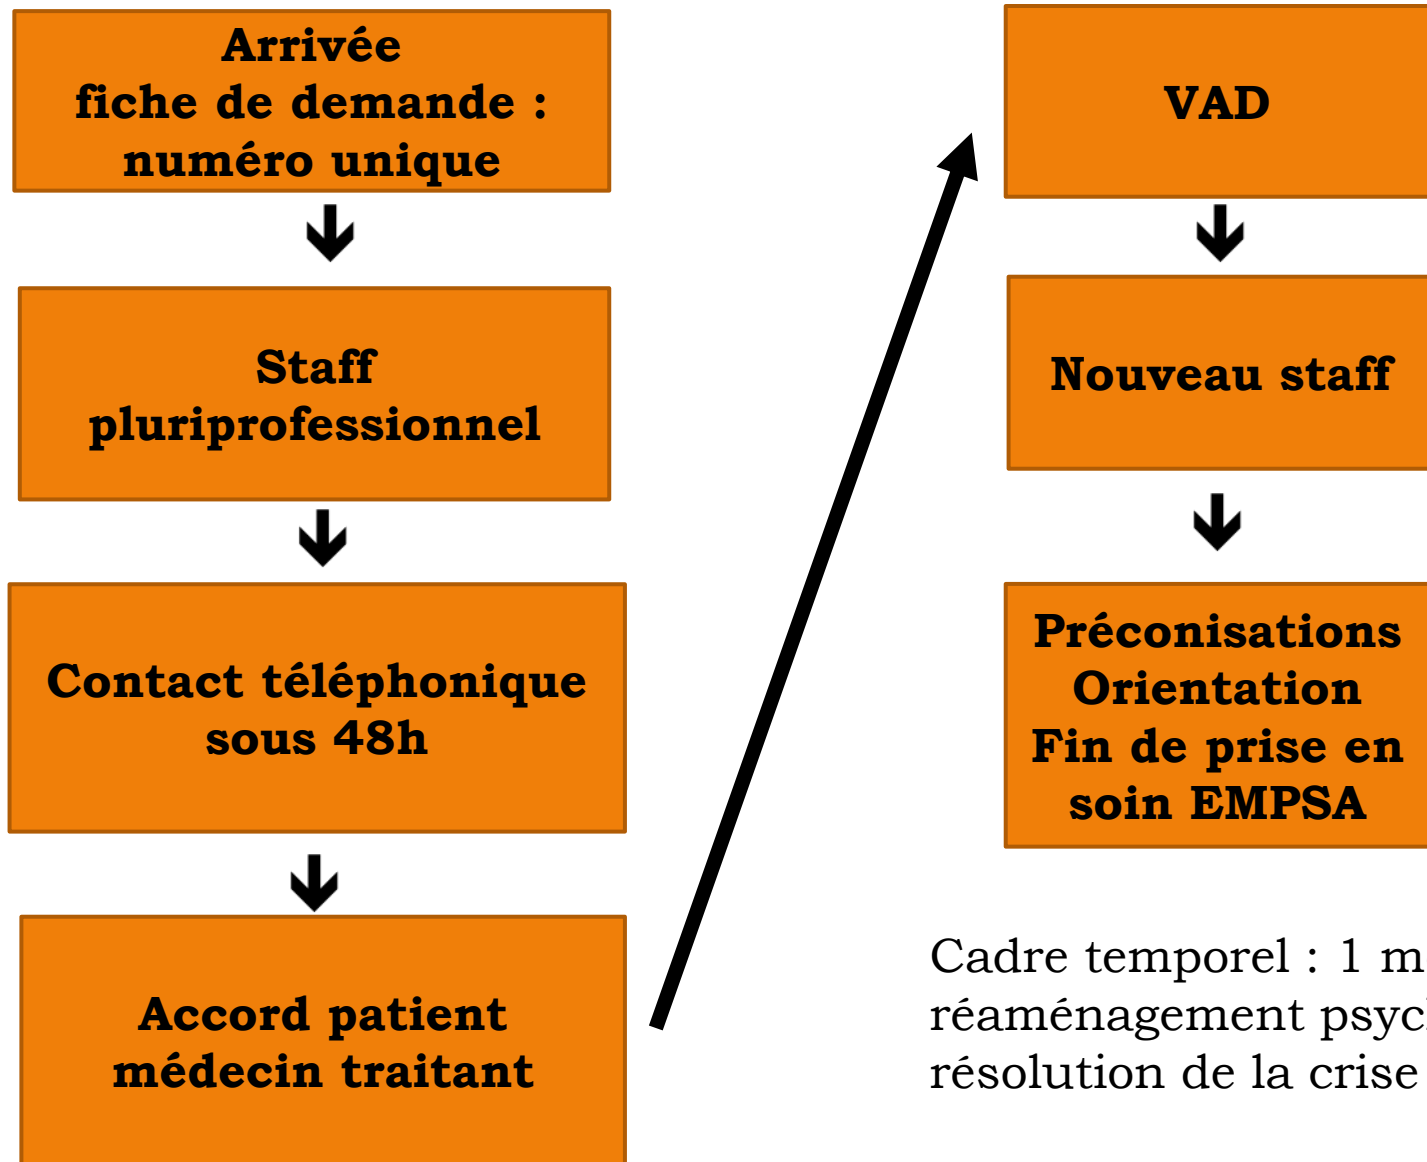 Arrivée
fiche de demande :
numéro unique
Staff
pluriprofessionnel
Contact téléphonique
sous 48h
Accord patient
médecin traitant
VAD
Nouveau staff
Préconisations
Orientation
Fin de prise en
soin EMPSA
Cadre temporel : 1
réaménagement
résolution de la crise